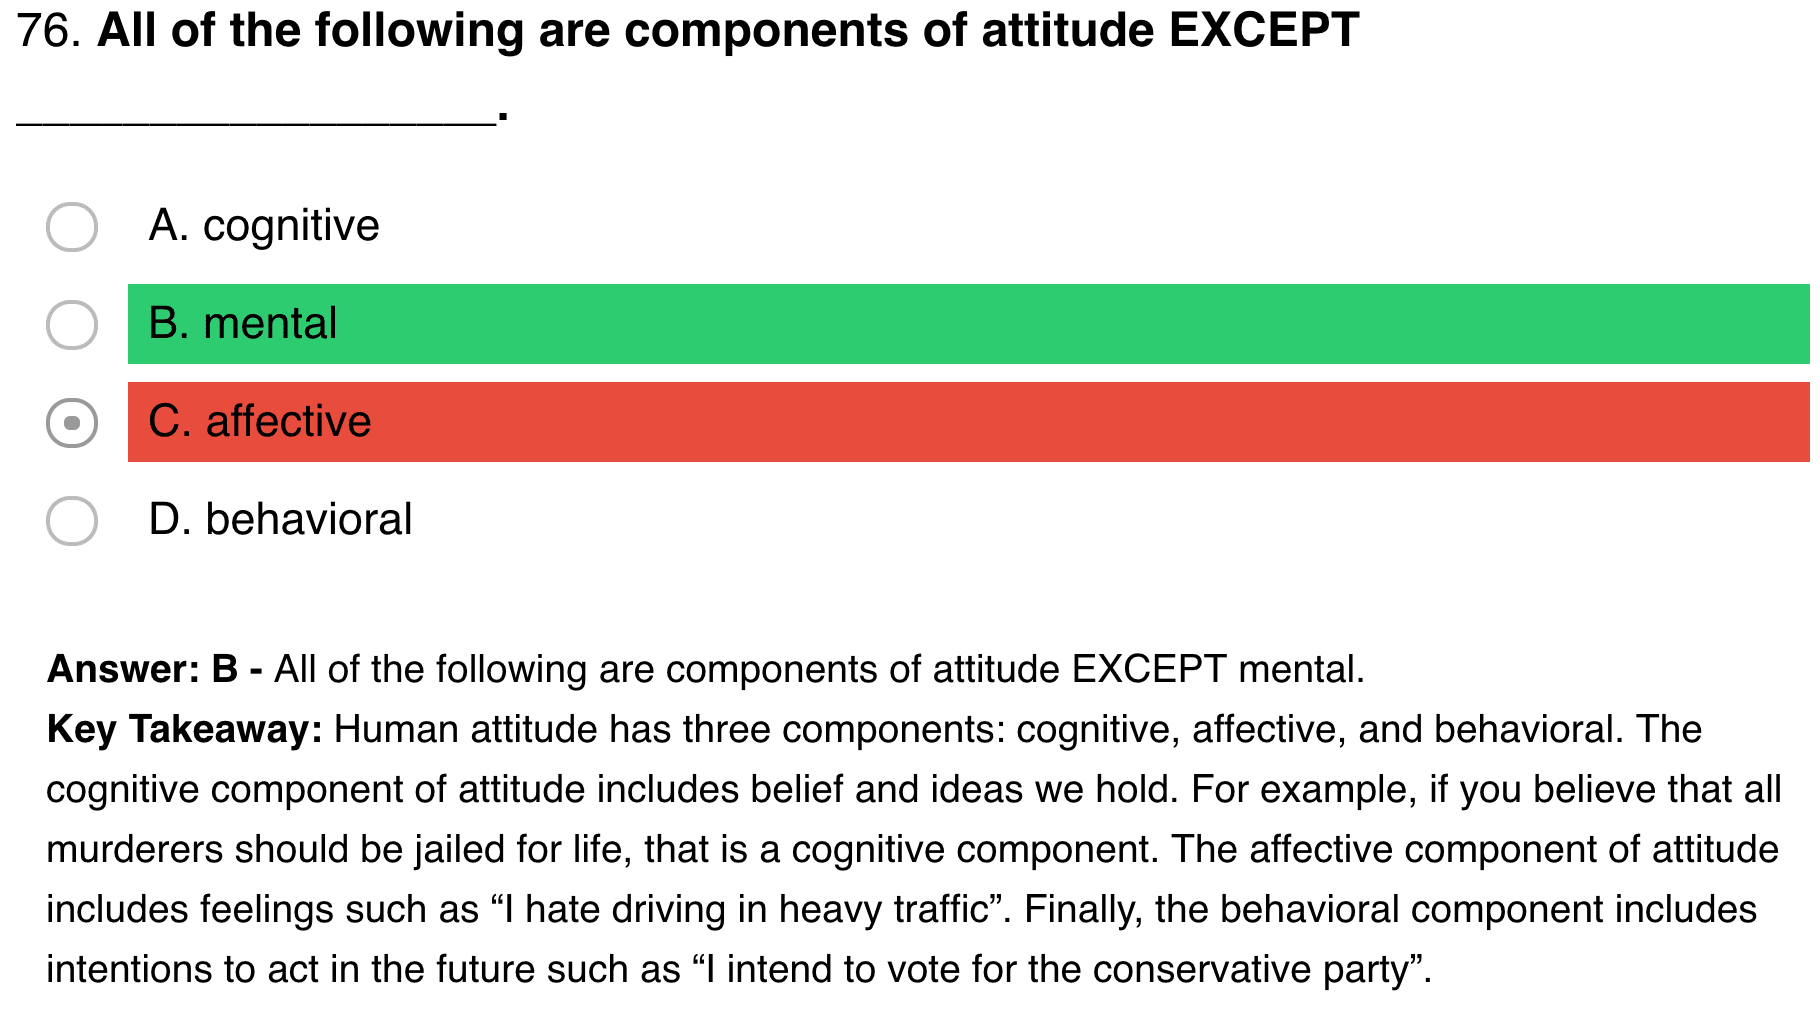 76. All of the following are components of attitude EXCEPT
__________________.
A. cognitive
B. mental
C. affective
D. behavioral
Answer: B - All of the following are components of attitude EXCEPT mental.
Key Takeaway: Human attitude has three components: cognitive, affective, and behavioral. The
cognitive component of attitude includes belief and ideas we hold. For example, if you believe that all
murderers should be jailed for life, that is a cognitive component. The affective component of attitude
includes feelings such as “I hate driving in heavy traffic”. Finally, the behavioral component includes
intentions to act in the future such as “I intend to vote for the conservative party”.